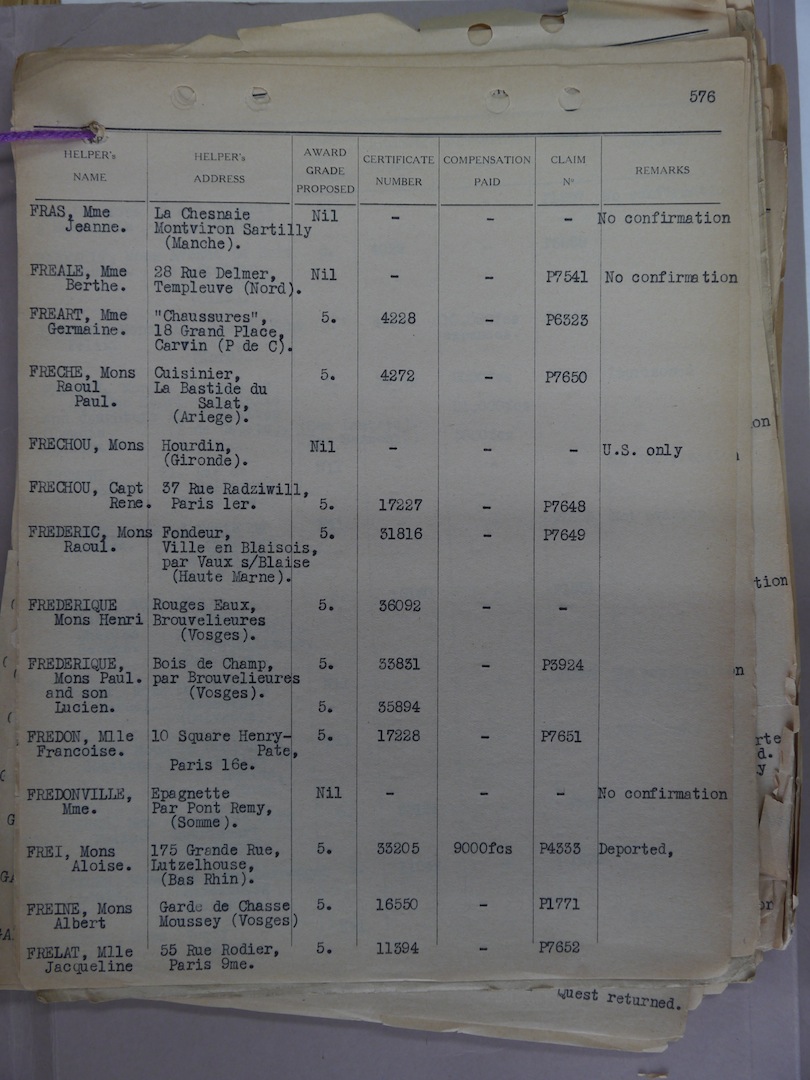 576
HELPER's NAME HELPER's ADDRESS AWARD GRADE PROPOSED CERTIFICATE NUMBER COMPENSATION PAID CLAIM Nº REMARKS
FRAS, Mme La Chesnaie Nil - - - No confirmation
Jeanne. Montviron Sartilly
(Manche).
FREALE, Mme 28 Rue Delmer, Nil - - P7541 No confirmation
Berthe. Templeuve (Nord).
FREART, Mme "Chaussures", 5. 4228 - P6323
Germaine. 18 Grand Place,
Carvin (P de C).
FRECHE, Mons Cuisinier, 5. 4272 - P7650
Raoul La Bastide du
Paul. Salat,
(Ariege).
FRECHOU, Mons Hourdin, Nil - - - U.S. only
(Gironde).
FRECHOU, Capt 37 Rue Radziwill,
Rene. Paris 1er. 5. 17227 - P7648
FREDERIC, Mons Fondeur, 5. 31816 - P7649
Raoul. Ville en Blaisois,
par Vaux s/Blaise
(Haute Marne).
FREDERIQUE Rouges Eaux, 5. 36092 - -
Mons Henri Brouvelieures
(Vosges).
FREDERIQUE, Bois de Champ, 5. 33831 - P3924
Mons Paul. par Brouvelieures
and son (Vosges).
Lucien. 5. 35894
FREDON, Mlle 10 Square Henry- 5. 17228 - P7651
Francoise. Pate,
Paris 16e.
FREDONVILLE, Epagnette Nil - - - No confirmation
Mme. Par Pont Remy,
(Somme).
FREI, Mons 175 Grande Rue, 5. 33205 9000fcs P4333 Deported,
Aloise. Lutzelhouse,
(Bas Rhin).
FREINE, Mons Garde de Chasse 5. 16550 - P1771
Albert Moussey (Vosges)
FRELAT, Mlle 55 Rue Rodier, 5. 11394 - P7652
Jacqueline Paris 9me.
quest returned.